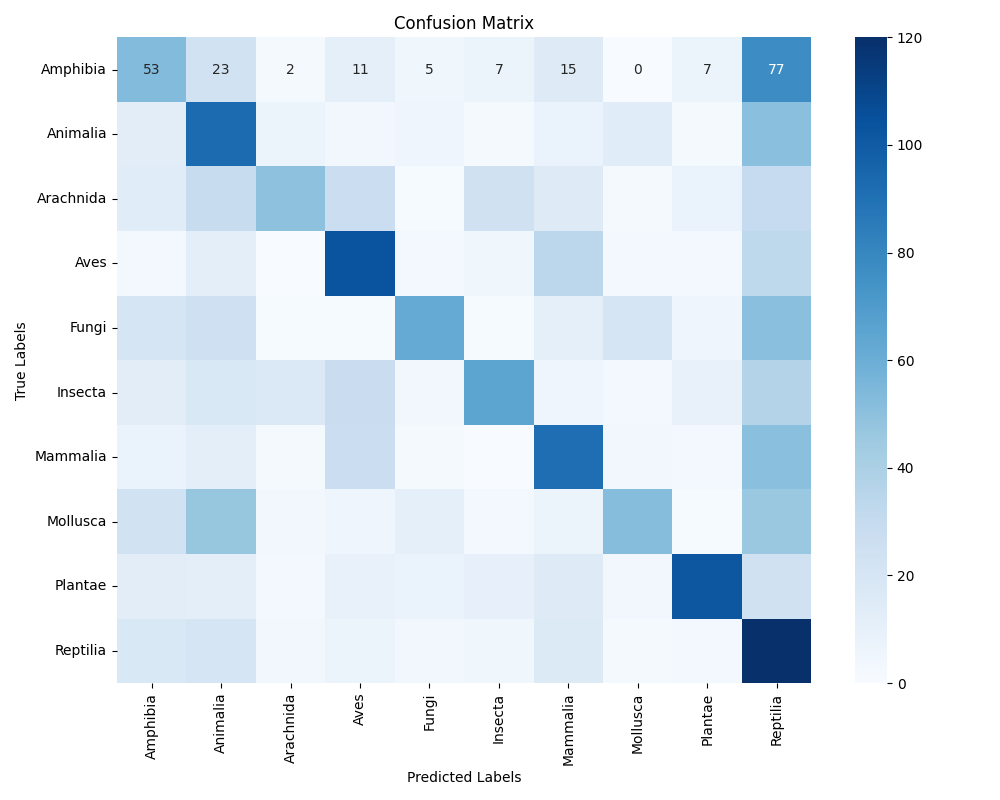 Confusion Matrix
Amphibia 53 23 2 11 5 7 15 0 7 77
Animalia
Arachnida
Aves
Fungi
Insecta
Mammalia
Mollusca
Plantae
Reptilia
True Labels
Amphibia Animalia Arachnida Aves Fungi Insecta Mammalia Mollusca Plantae Reptilia
Predicted Labels
120
100
80
60
40
20
0